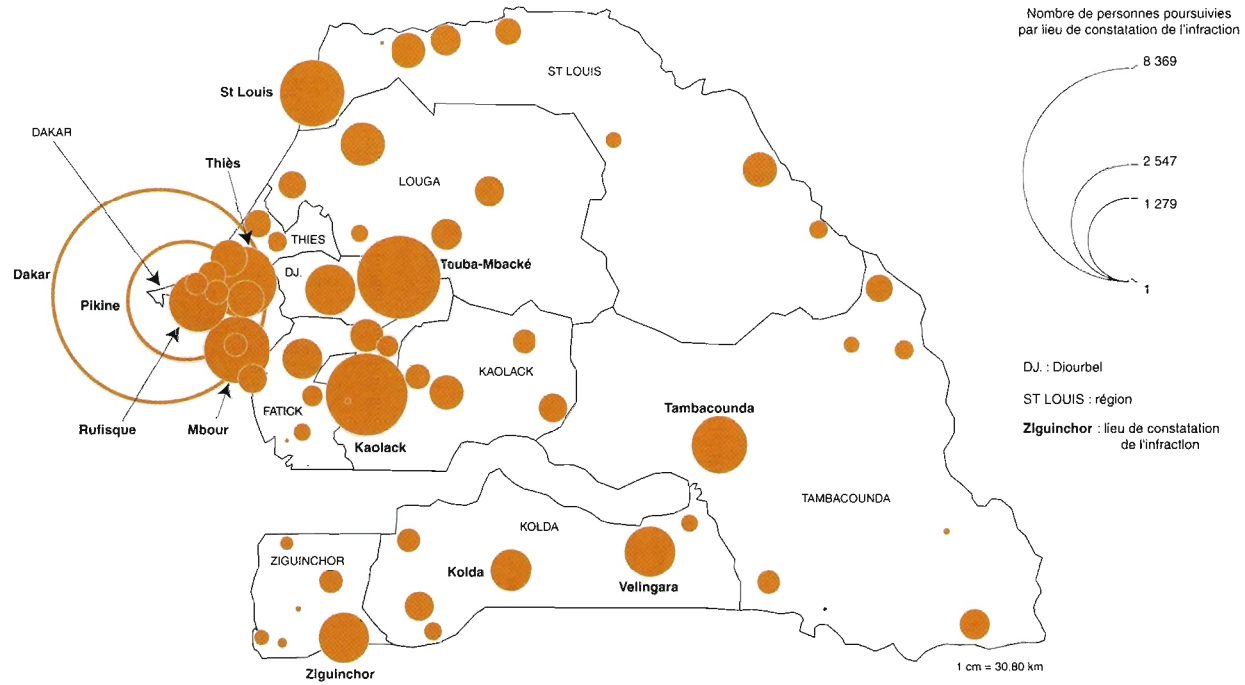 Nombre de personnes poursuivies
par lieu de constatation de l'infraction
8 369
2 547
1 279
1
ST LOUIS
St Louis
DAKAR
Thiès
LOUGA
THIES
DJ.
Touba-Mbacké
Dakar
Pikine
KAOLACK
DJ. : Diourbel
ST LOUIS : région
Ziguinchor : lieu de constatation
de l'infraction
FATICK
Rufisque
Mbour
Kaolack
Tambacounda
TAMBACOUNDA
KOLDA
ZIGUINCHOR
Kolda
Velingara
Ziguinchor
1 cm = 30.80 km